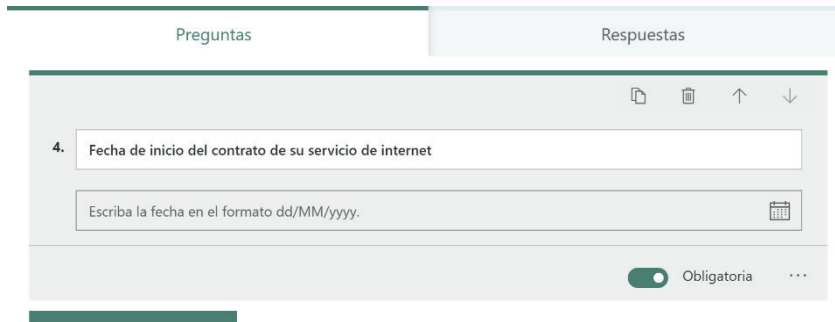 Preguntas
Respuestas
4. Fecha de inicio del contrato de su servicio de internet
Escriba la fecha en el formato dd/MM/yyyy.
Obligatoria